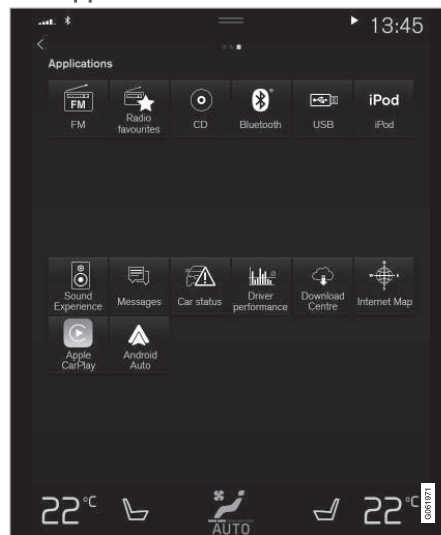 13:45
Applications
FM
iPod
FM
Radio
favourites
CD
Bluetooth
USB
iPod
Sound
Experience
Messages
Car status
Driver
performance
Download
Centre
Internet Map
Apple
CarPlay
Android
Auto
22°C
AUTO
22°C
G061971